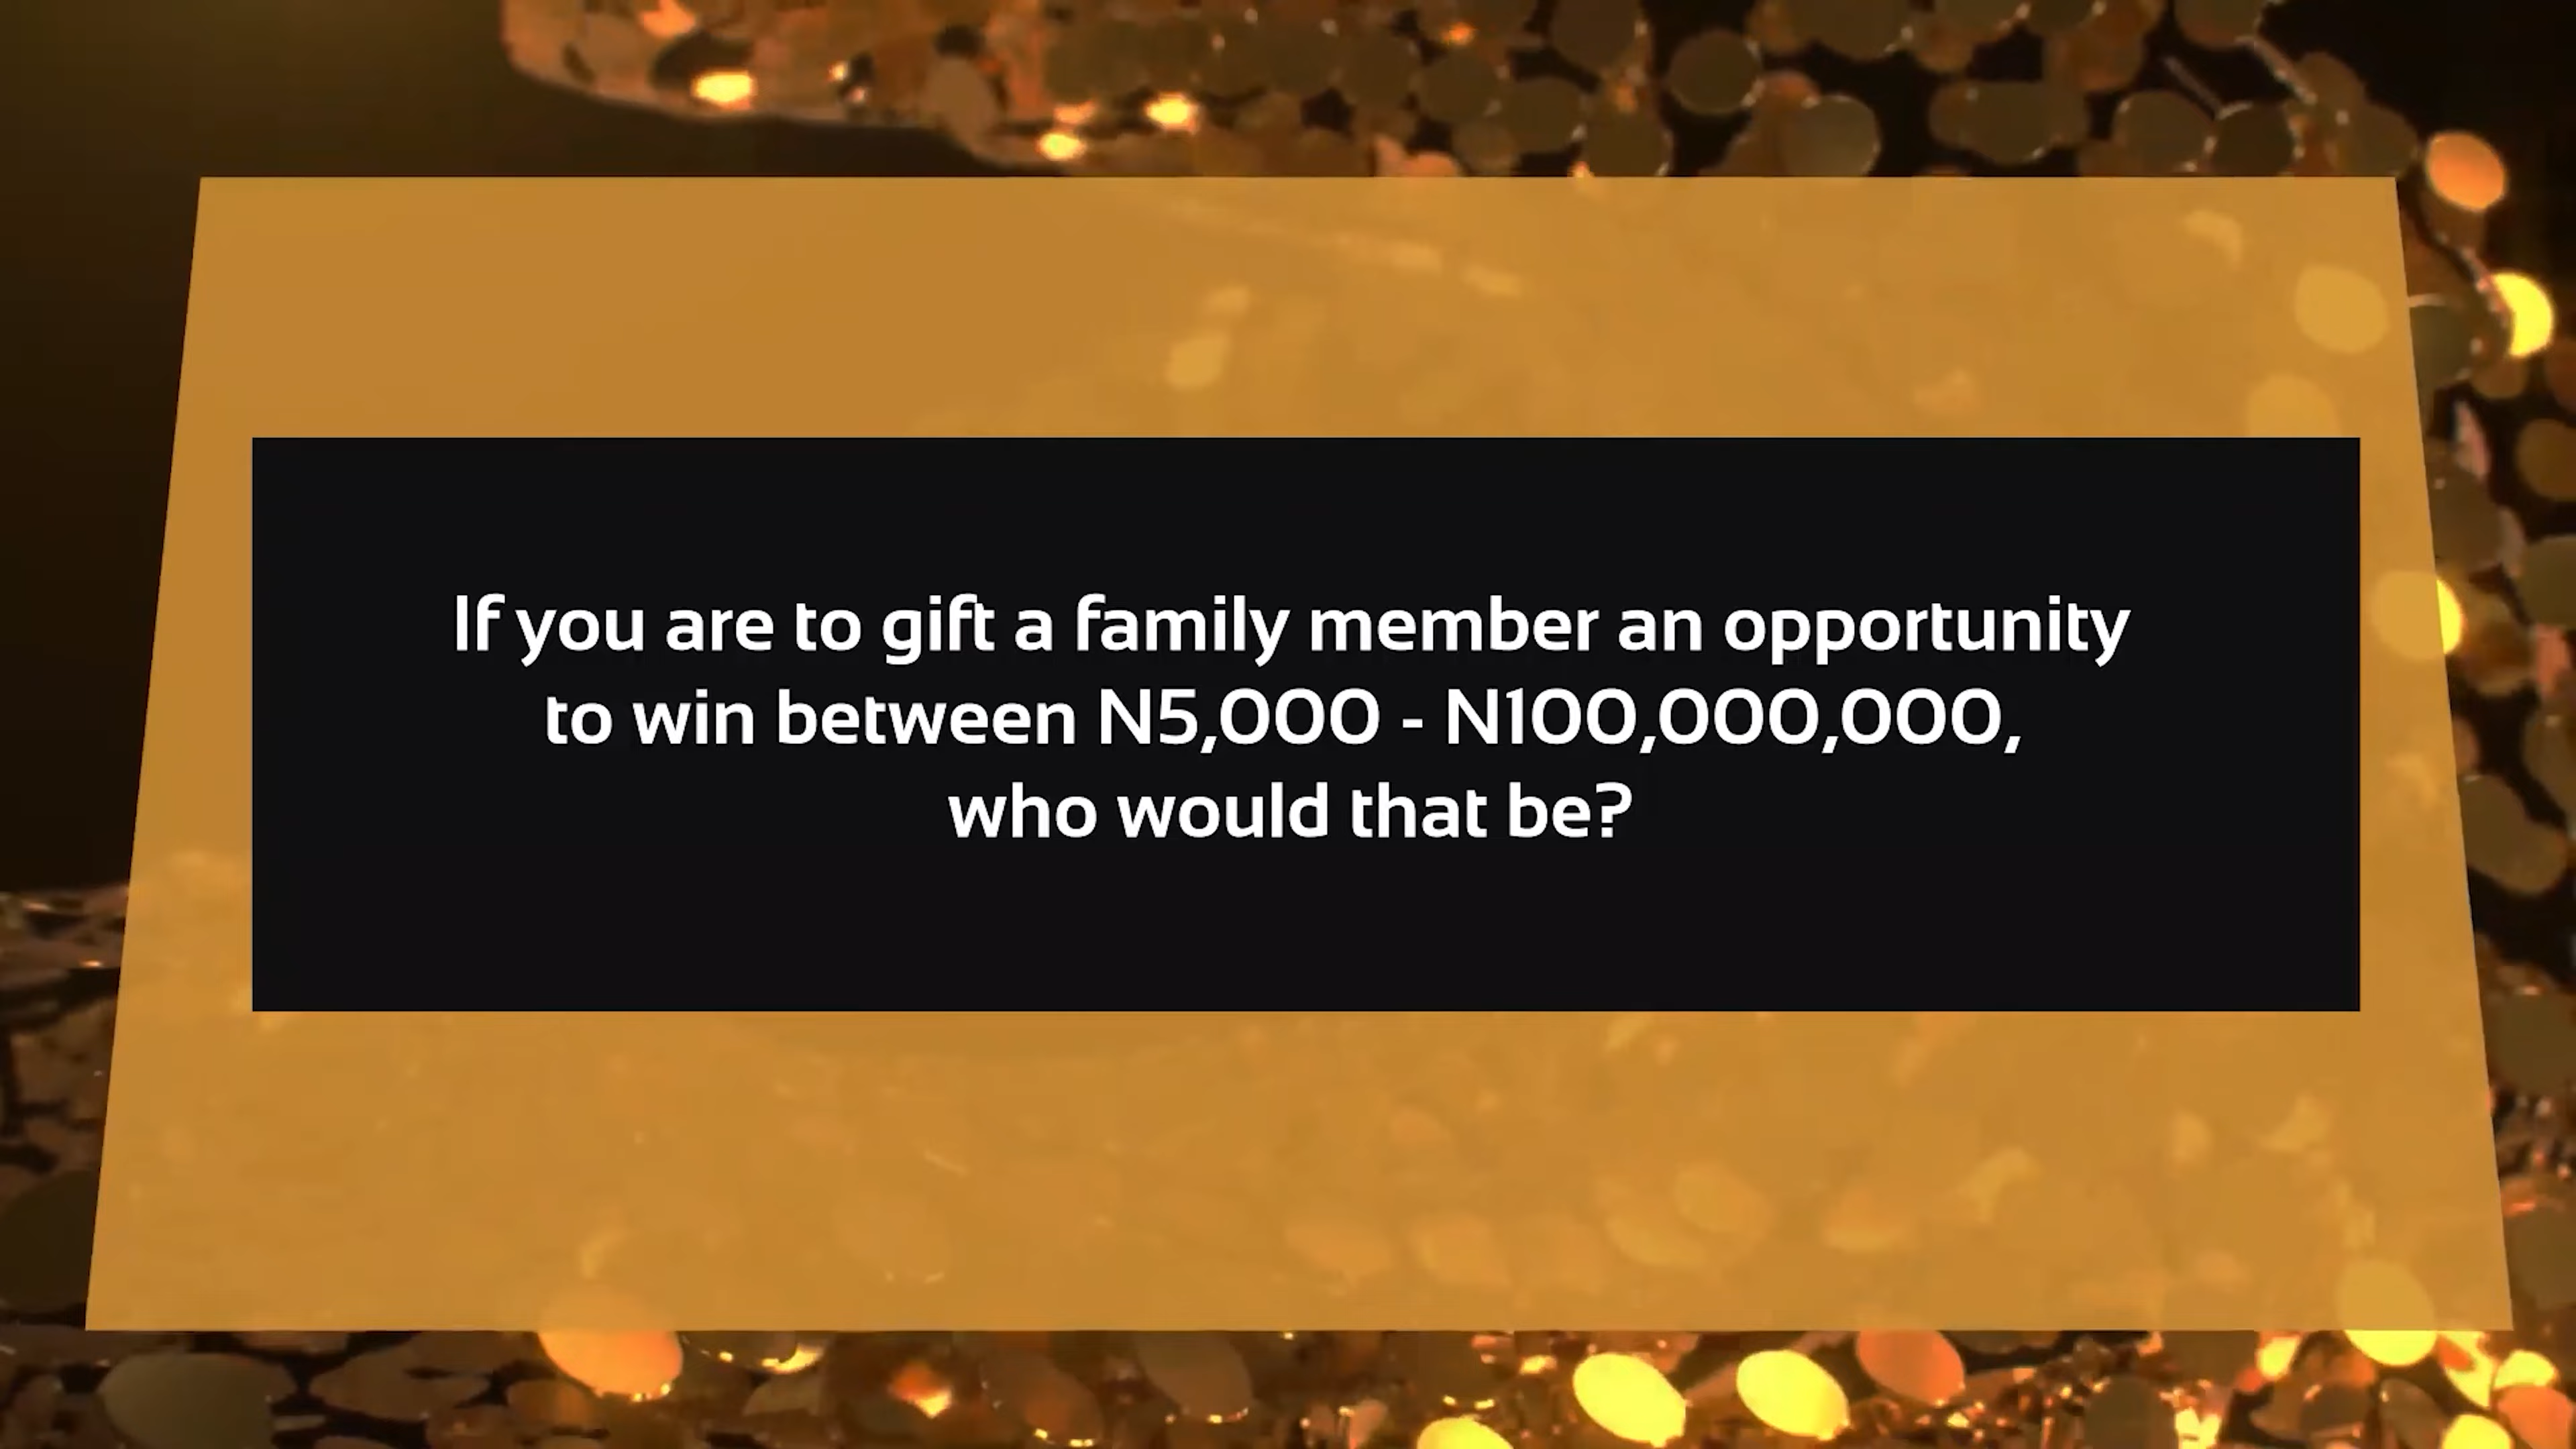 If you are to gift a family member an opportunity
to win between N5,000 - N100,000,000,
who would that be?